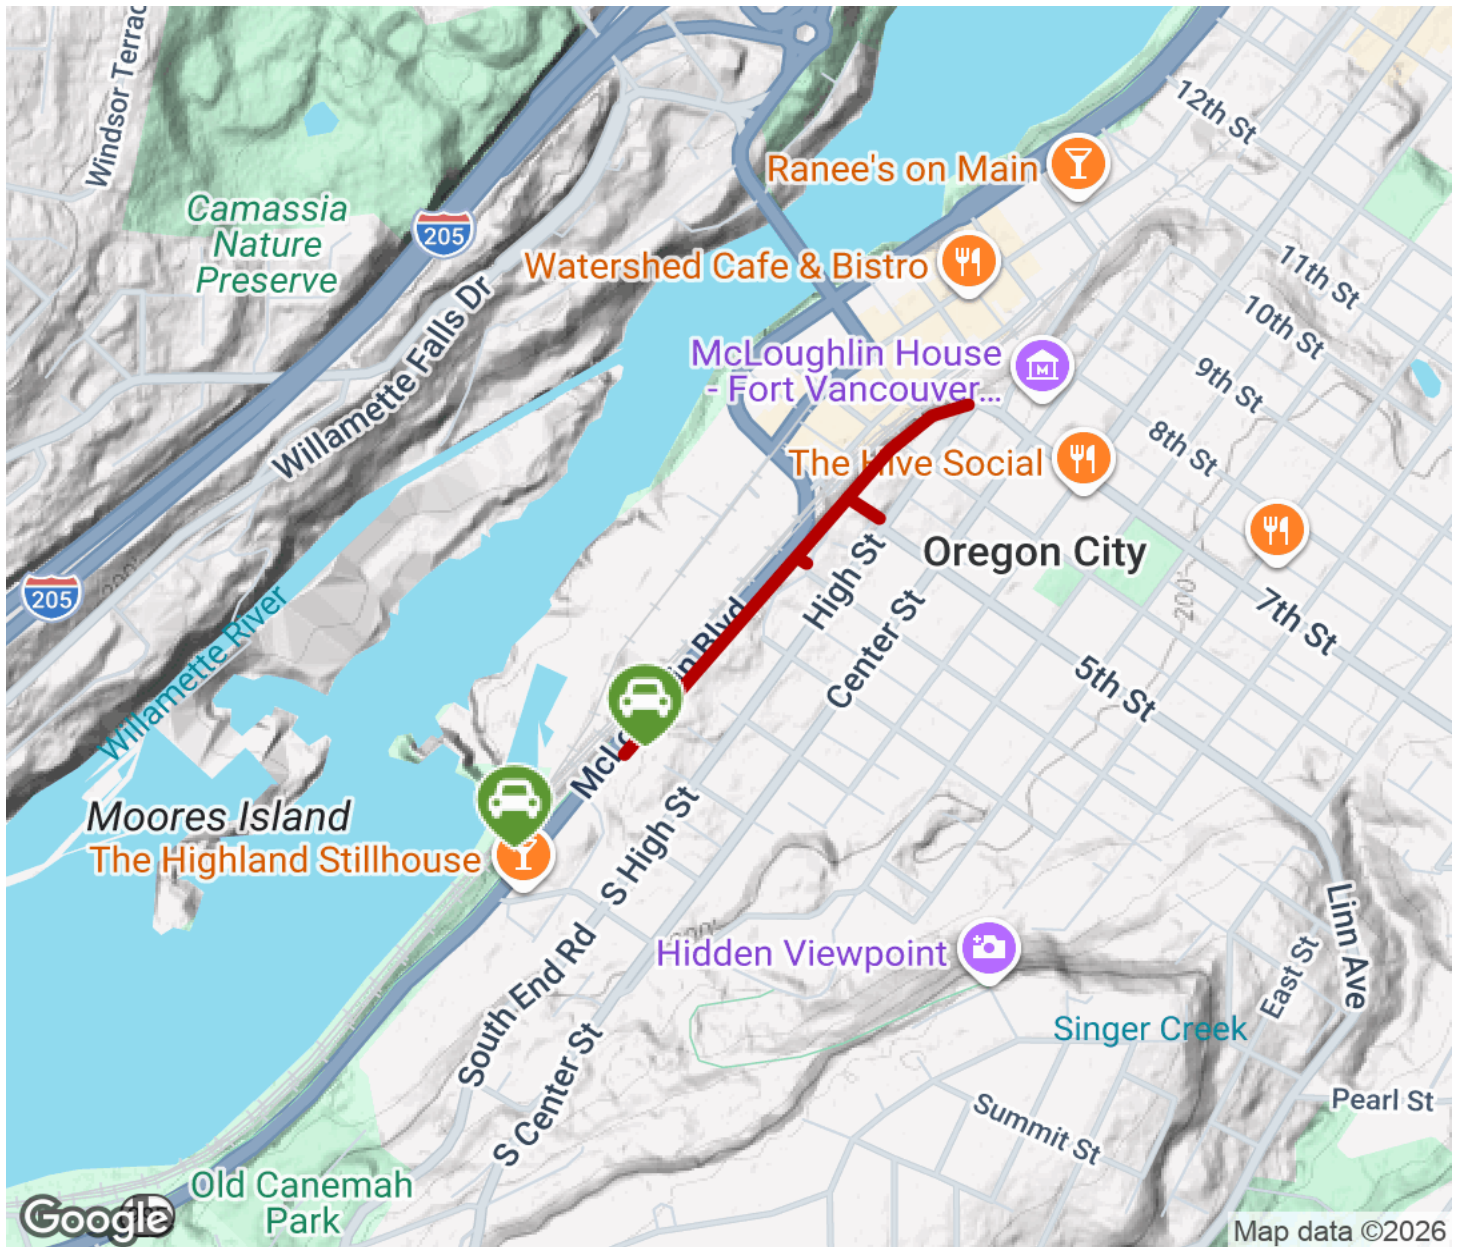 Windsor Terrac
12th St
Ranee's on Main
Camassia
Nature
Preserve
205
Watershed Cafe & Bistro
11th St
10th St
Willamette Falls Dr
McLoughlin House
- Fort Vancouver...
9th St
8th St
The Hive Social
Oregon City
High St
205
200'
7th St
Willamette River
Center St
5th St
Moores Island
The Highland Stillhouse
S High St
Linn Ave
Hidden Viewpoint
South End Rd
East St
Singer Creek
S Center St
Summit St
Pearl St
Old Canemah
Park
Google
Map data ©2026